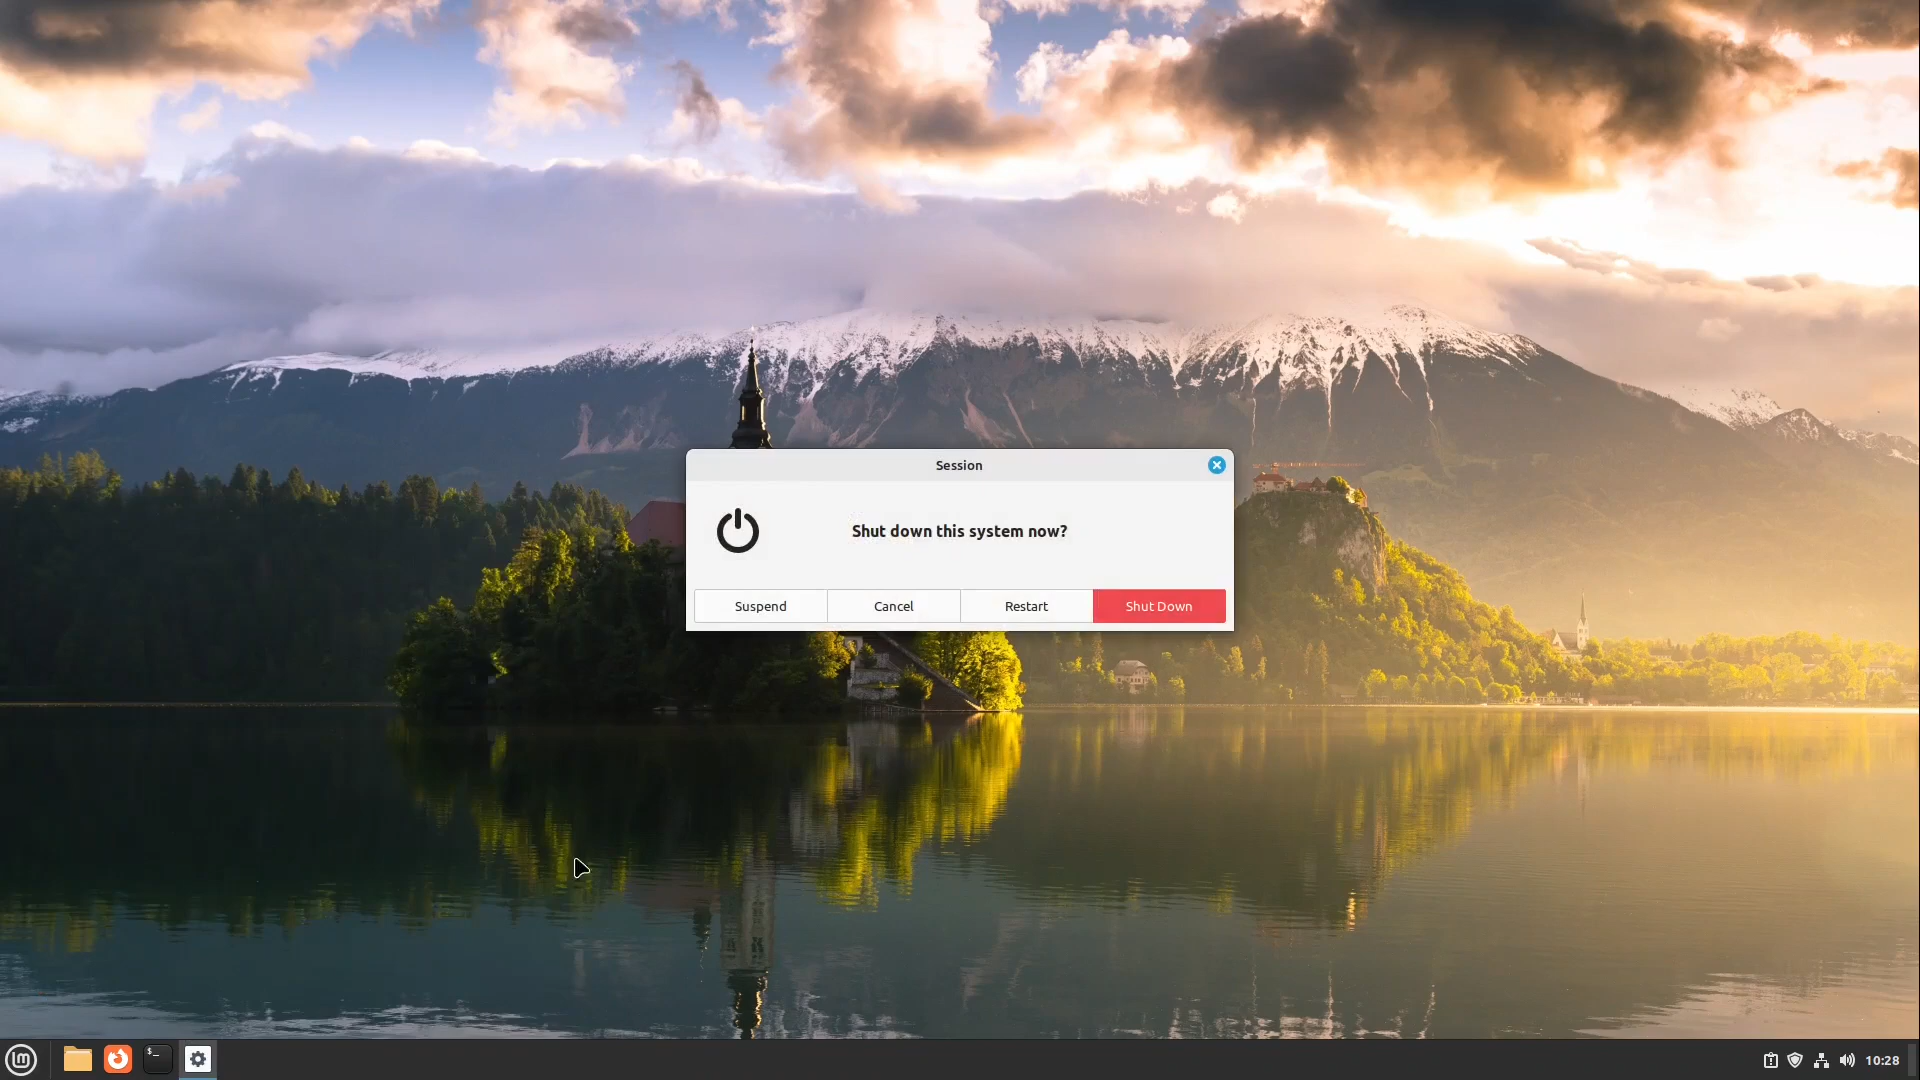 Session
Shut down this system now?
Suspend
Cancel
Restart
Shut Down
10:28